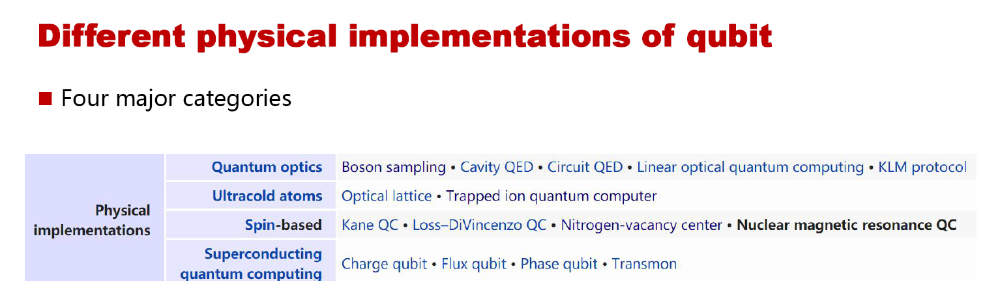 Different physical implementations of qubit
Four major categories
Physical implementations
Quantum optics
Boson sampling • Cavity QED • Circuit QED • Linear optical quantum computing • KLM protocol
Ultracold atoms
Optical lattice • Trapped ion quantum computer
Spin-based
Kane QC • Loss–DiVincenzo QC • Nitrogen-vacancy center • Nuclear magnetic resonance QC
Superconducting
quantum computing
Charge qubit • Flux qubit • Phase qubit • Transmon